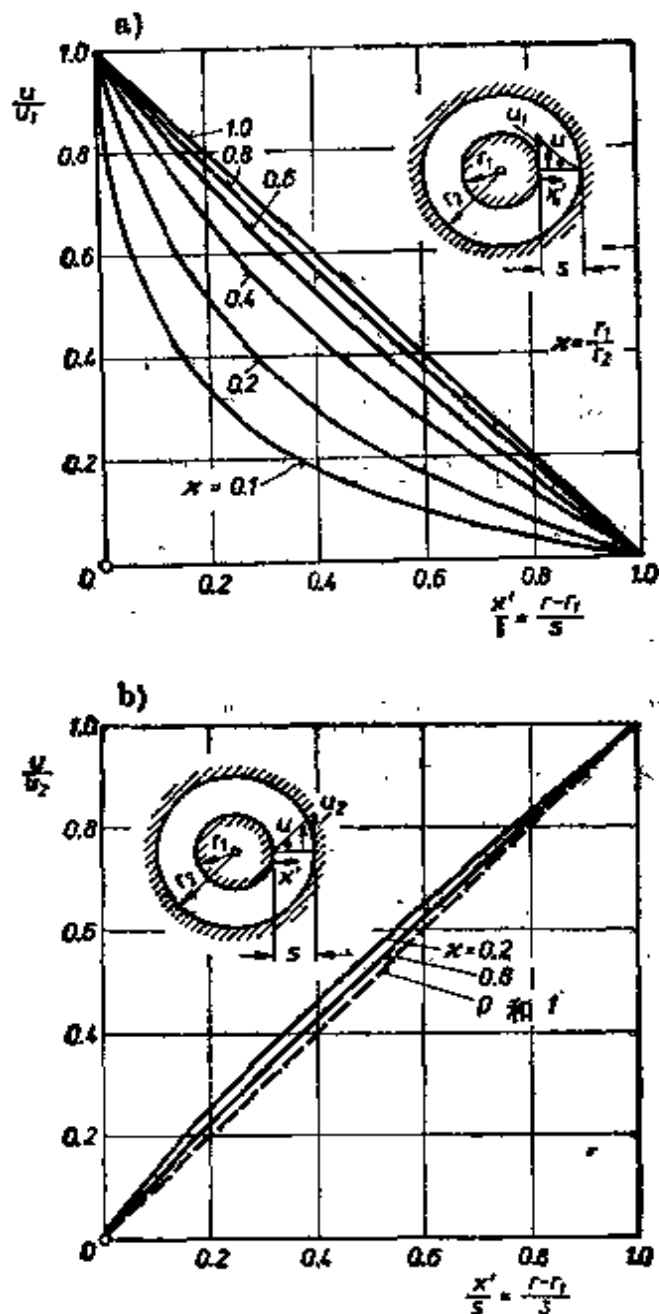 a)
1.0
u/u₁
0.8
0.6
0.4
0.2
0
1.0
0.8
0.6
0.4
0.2
ϰ = 0.1
u₁
u
r₁
r₂
x'
s
ϰ = r₁/r₂
0.2
0.4
0.6
0.8
1.0
x'/s = r-r₁/s
b)
1.0
u/u₂
0.8
0.6
0.4
0.2
0
u₂
u
r₁
r₂
x'
s
ϰ = 0.2
0.8
0 和 1
0.2
0.4
0.6
0.8
1.0
x'/s = r-r₁/s